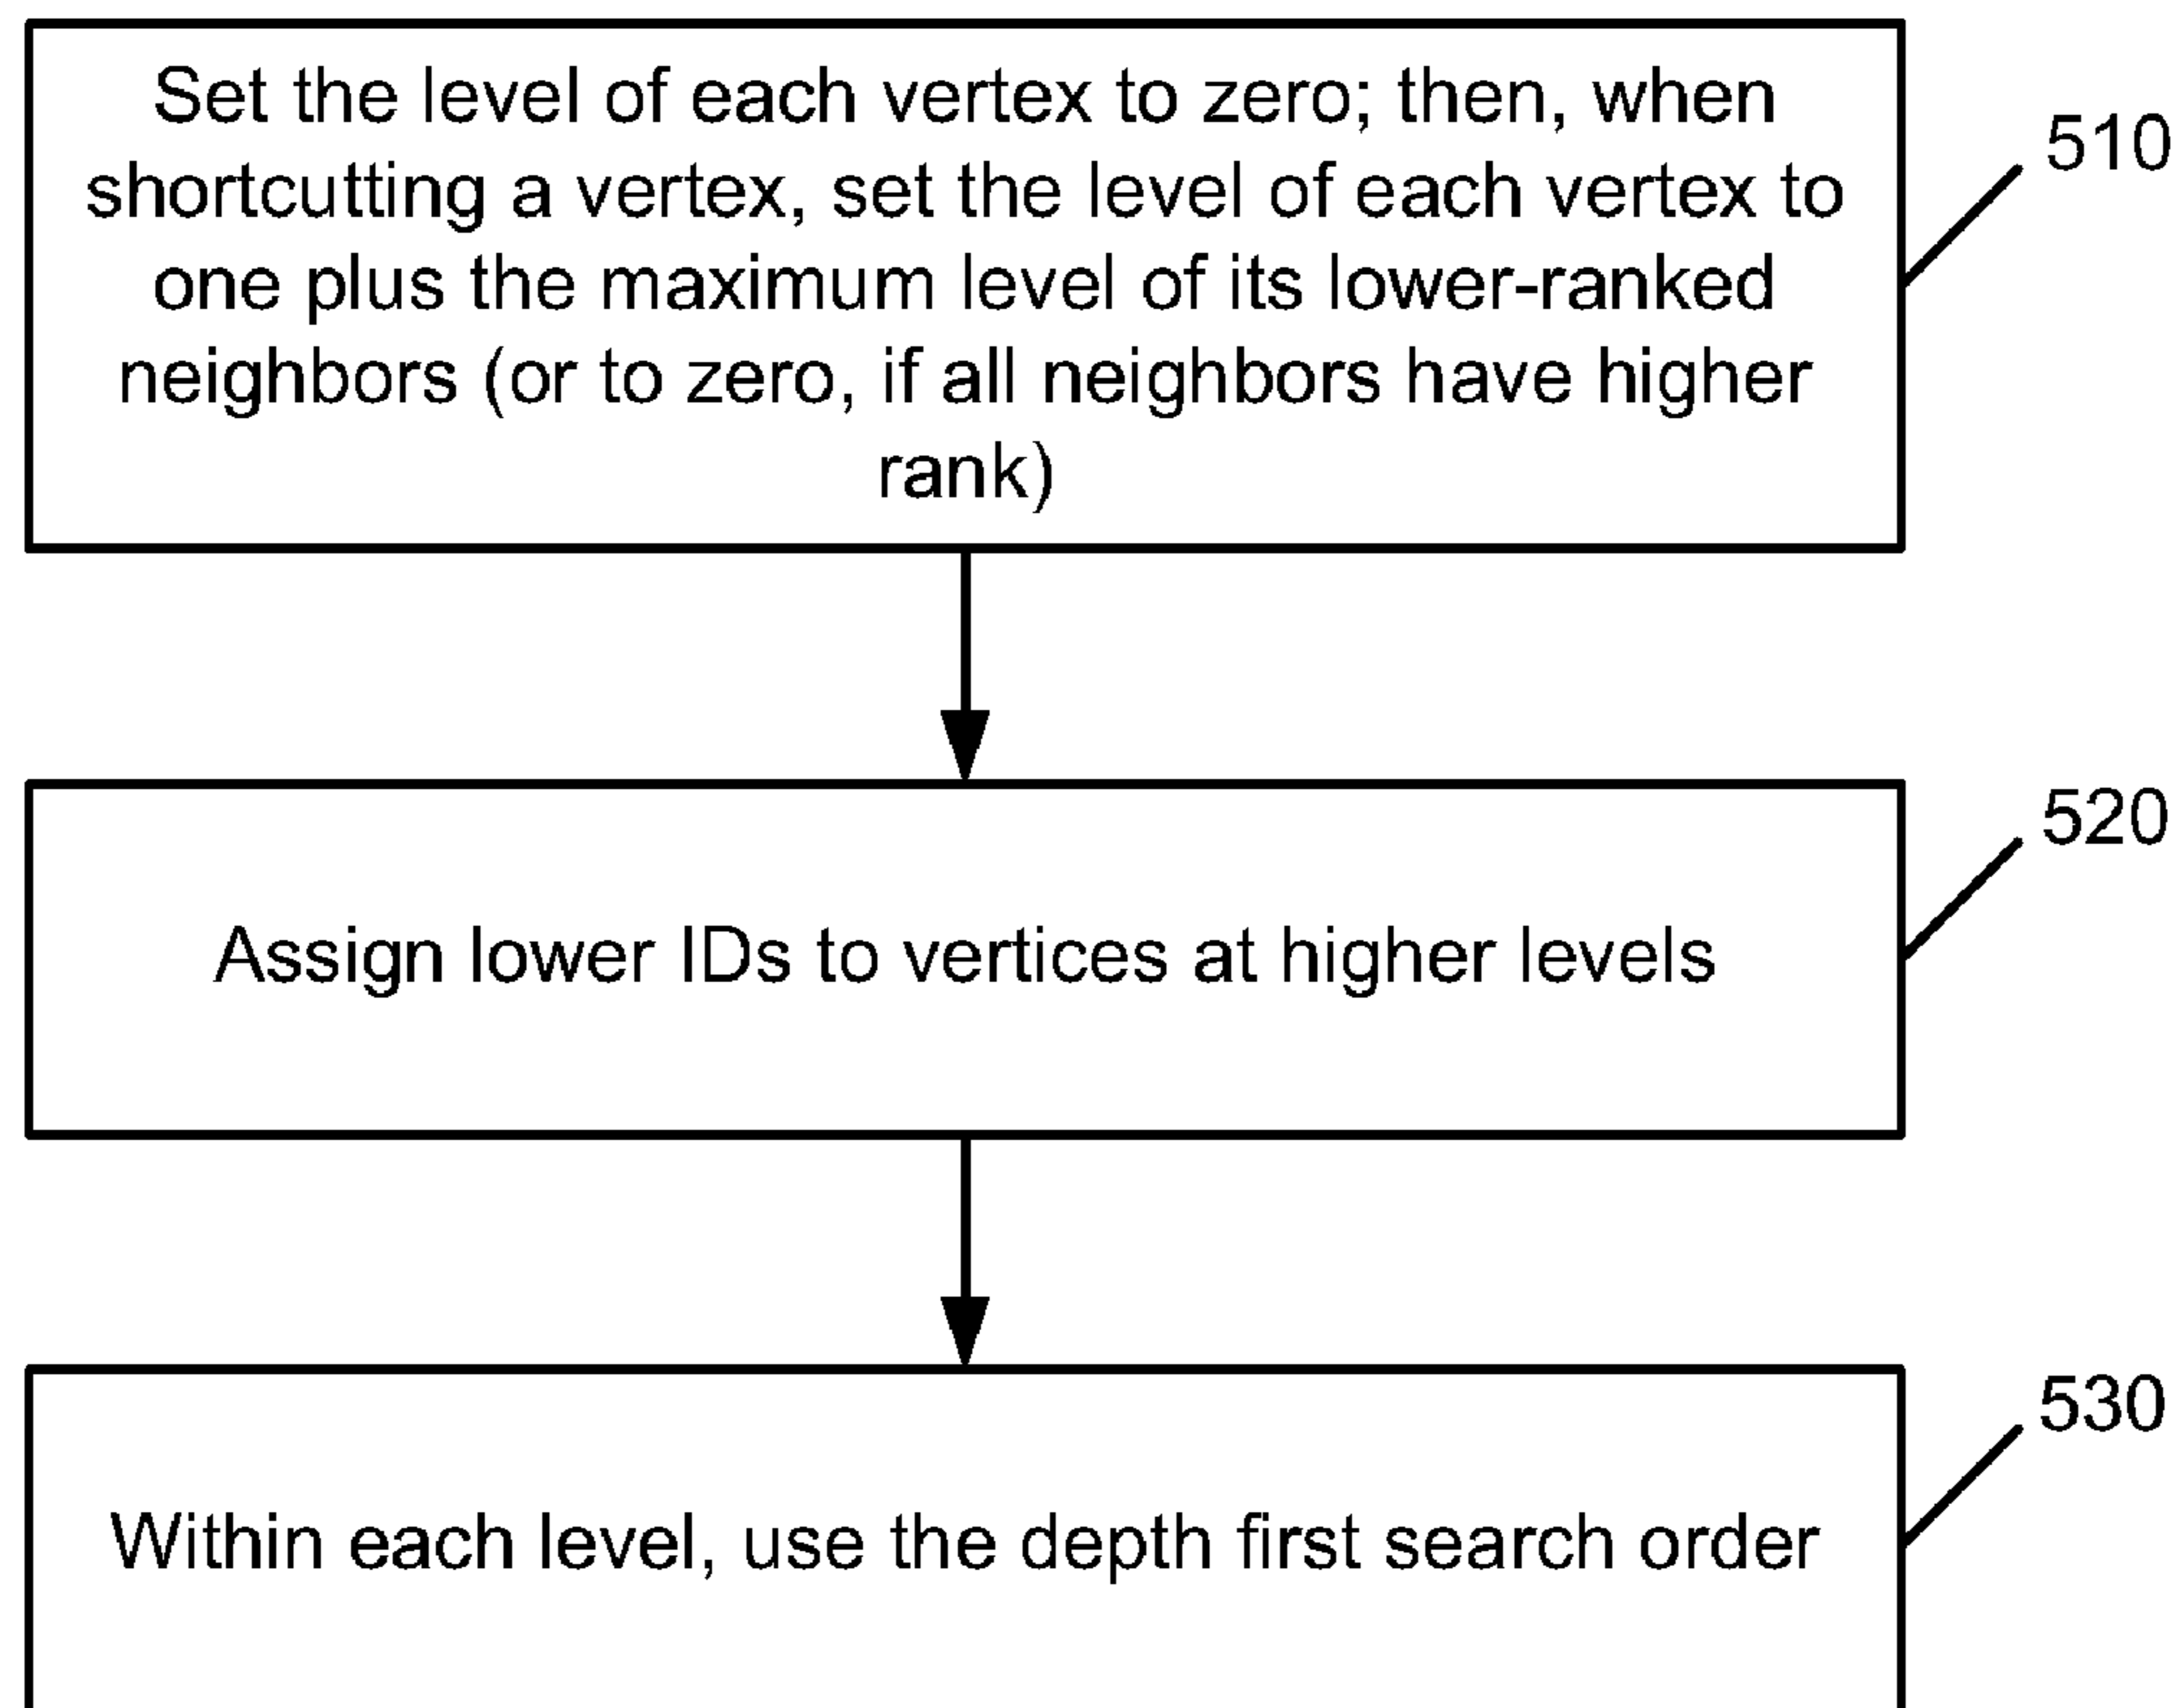 Set the level of each vertex to zero; then, when
shortcutting a vertex, set the level of each vertex to
one plus the maximum level of its lower-ranked
neighbors (or to zero, if all neighbors have higher
rank)
510
Assign lower IDs to vertices at higher levels
520
Within each level, use the depth first search order
530